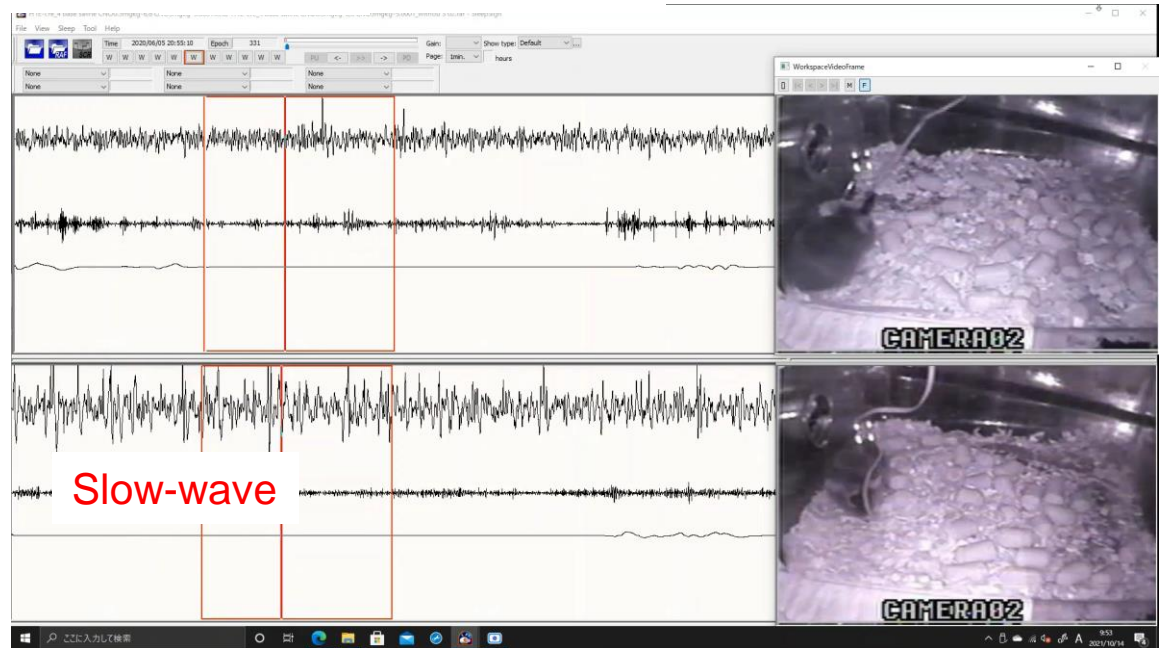 File View Sleep Tool Help
RAF
Time 2020/06/05 20:55:10 Epoch 331
Gain: Show type: Default ...
W W W W W W W W W W
<- >> -> Page: 1min. hours
None None None
None None None
WorkspaceVideoFrame
M F
CAMERA02
Slow-wave
CAMERA02
ここに入力して検索
A 9:53
2021/10/14